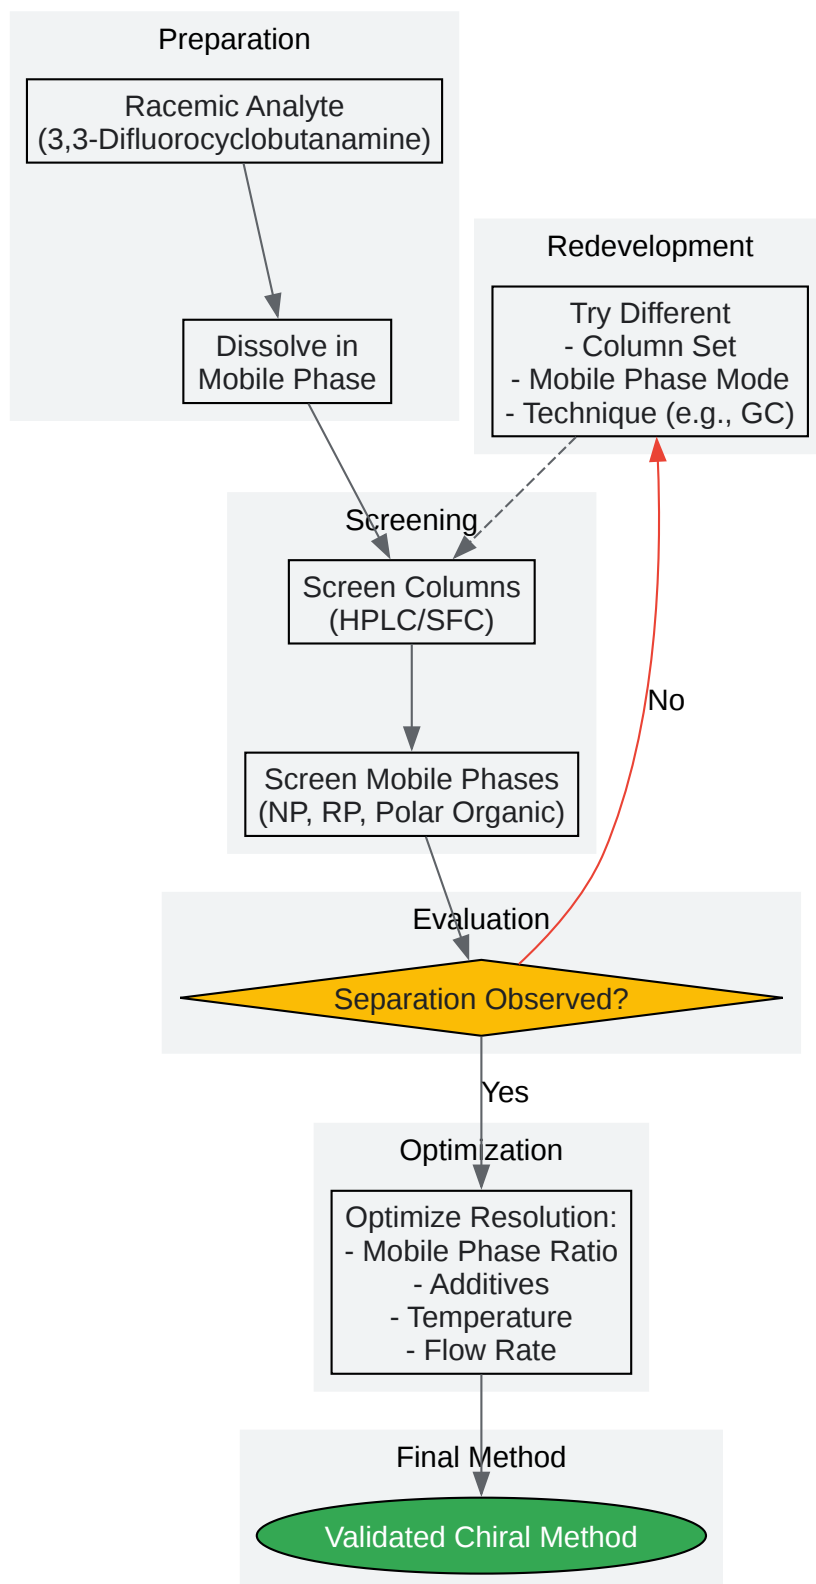 Preparation
Racemic Analyte
(3,3-Difluorocyclobutanamine)
Dissolve in
Mobile Phase
Redevelopment
Try Different
- Column Set
- Mobile Phase Mode
- Technique (e.g., GC)
Screening
Screen Columns
(HPLC/SFC)
No
Screen Mobile Phases
(NP, RP, Polar Organic)
Evaluation
Separation Observed?
Yes
Optimization
Optimize Resolution:
- Mobile Phase Ratio
- Additives
- Temperature
- Flow Rate
Final Method
Validated Chiral Method